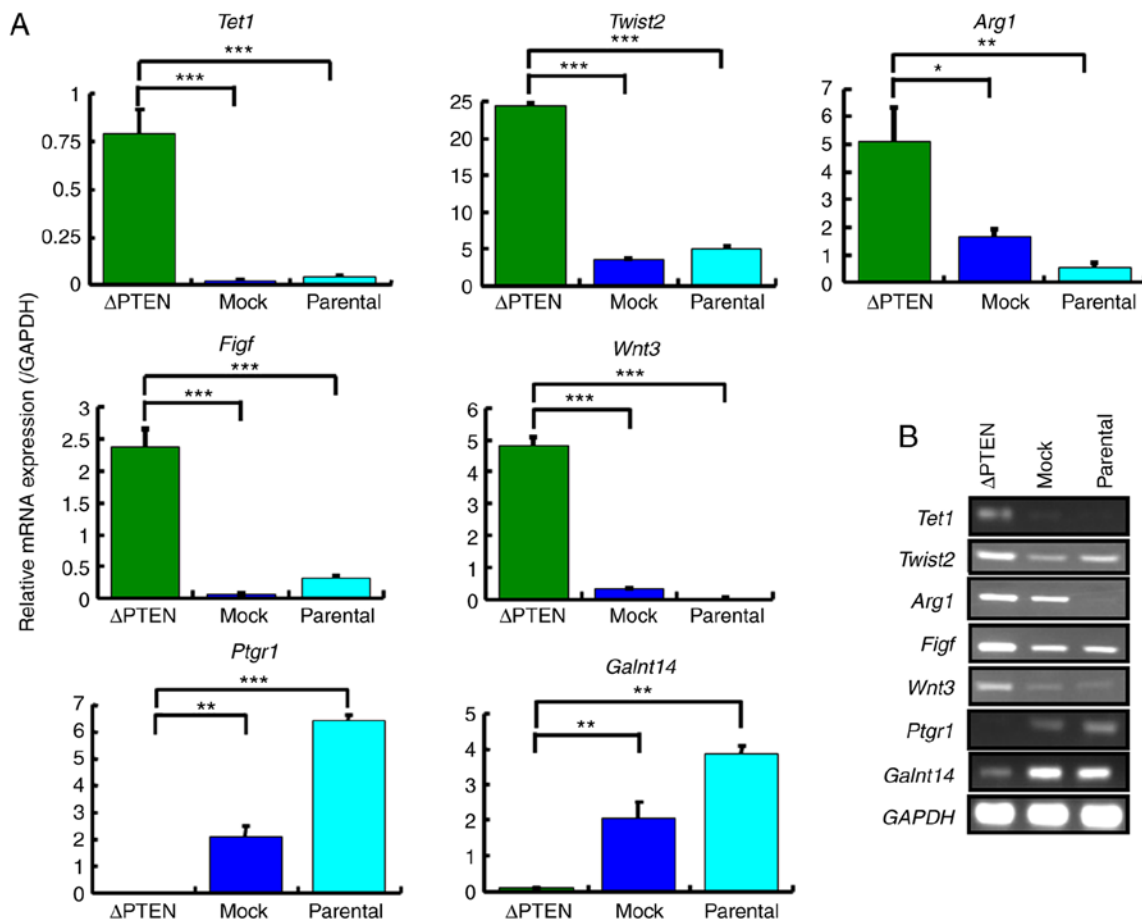 A
Relative mRNA expression (/GAPDH)
Tet1
***
***
1
0.75
0.5
0.25
0
ΔPTEN Mock Parental
Twist2
***
***
25
20
15
10
5
0
ΔPTEN Mock Parental
Arg1
**
*
7
6
5
4
3
2
1
0
ΔPTEN Mock Parental
Figf
***
***
3
2.5
2
1.5
1
0.5
0
ΔPTEN Mock Parental
Wnt3
***
***
6
5
4
3
2
1
0
ΔPTEN Mock Parental
Ptgr1
***
**
7
6
5
4
3
2
1
0
ΔPTEN Mock Parental
Galnt14
**
**
5
4
3
2
1
0
ΔPTEN Mock Parental
B
ΔPTEN Mock Parental
Tet1
Twist2
Arg1
Figf
Wnt3
Ptgr1
Galnt14
GAPDH